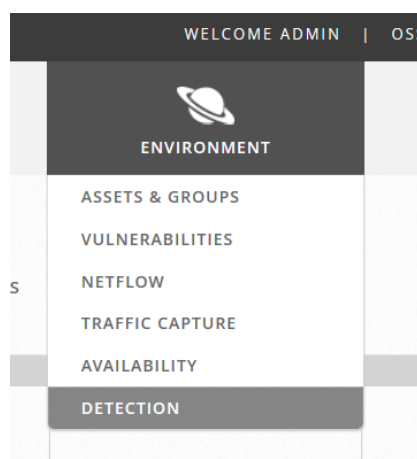 WELCOME ADMIN | OS
ENVIRONMENT
ASSETS & GROUPS
VULNERABILITIES
S
NETFLOW
TRAFFIC CAPTURE
AVAILABILITY
DETECTION